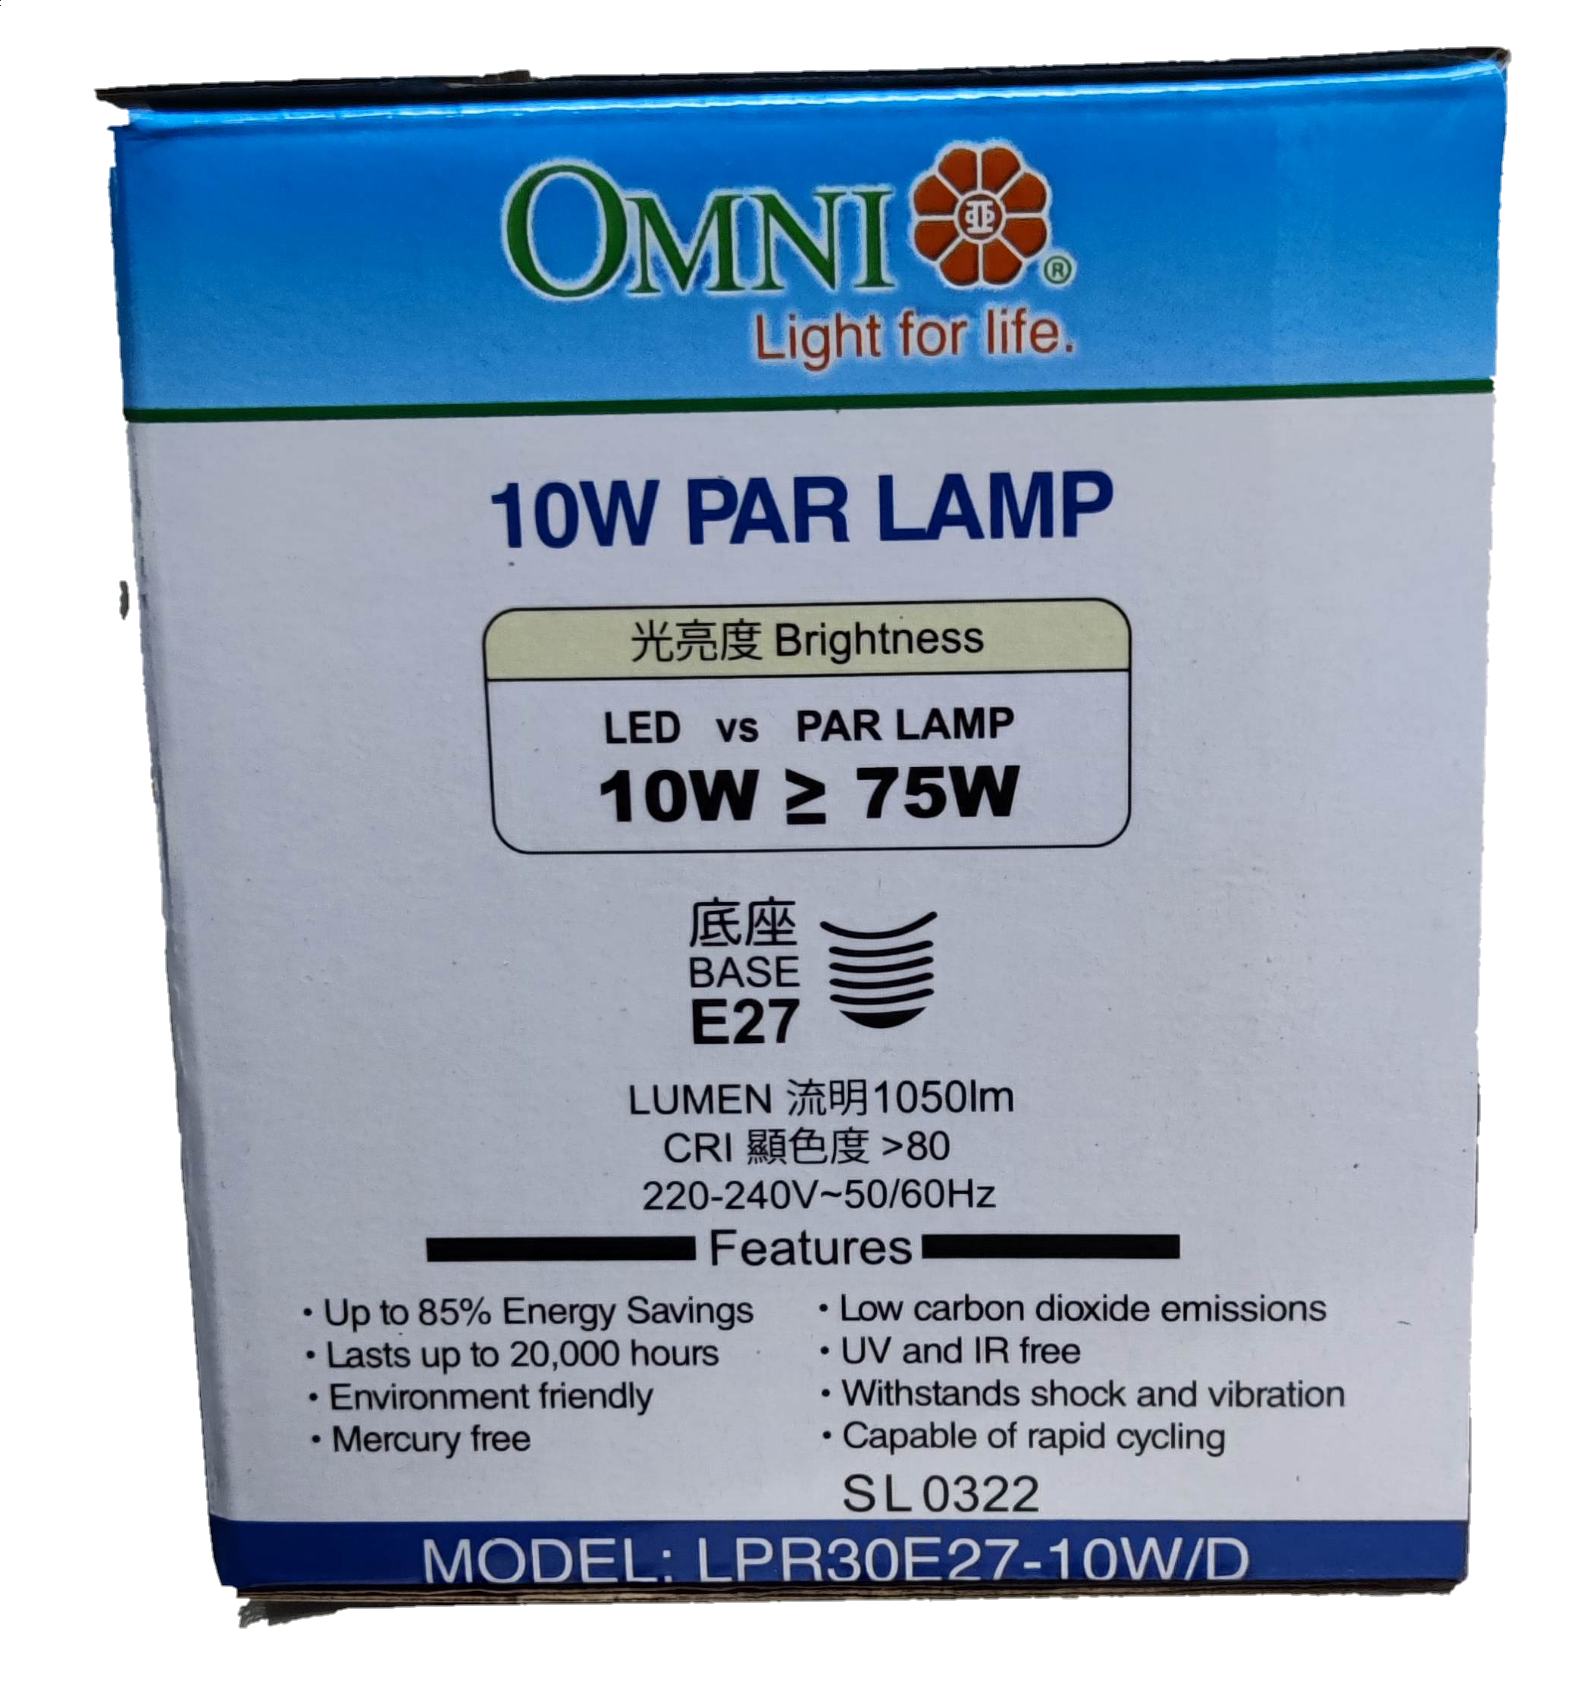 OMNI ®
Light for life.
10W PAR LAMP
光亮度 Brightness
LED vs PAR LAMP
10W ≥ 75W
底座
BASE
E27
LUMEN 流明1050lm
CRI 顯色度 >80
220-240V~50/60Hz
Features
• Up to 85% Energy Savings
• Lasts up to 20,000 hours
• Environment friendly
• Mercury free
• Low carbon dioxide emissions
• UV and IR free
• Withstands shock and vibration
• Capable of rapid cycling
SL0322
MODEL: LPR30E27-10W/D